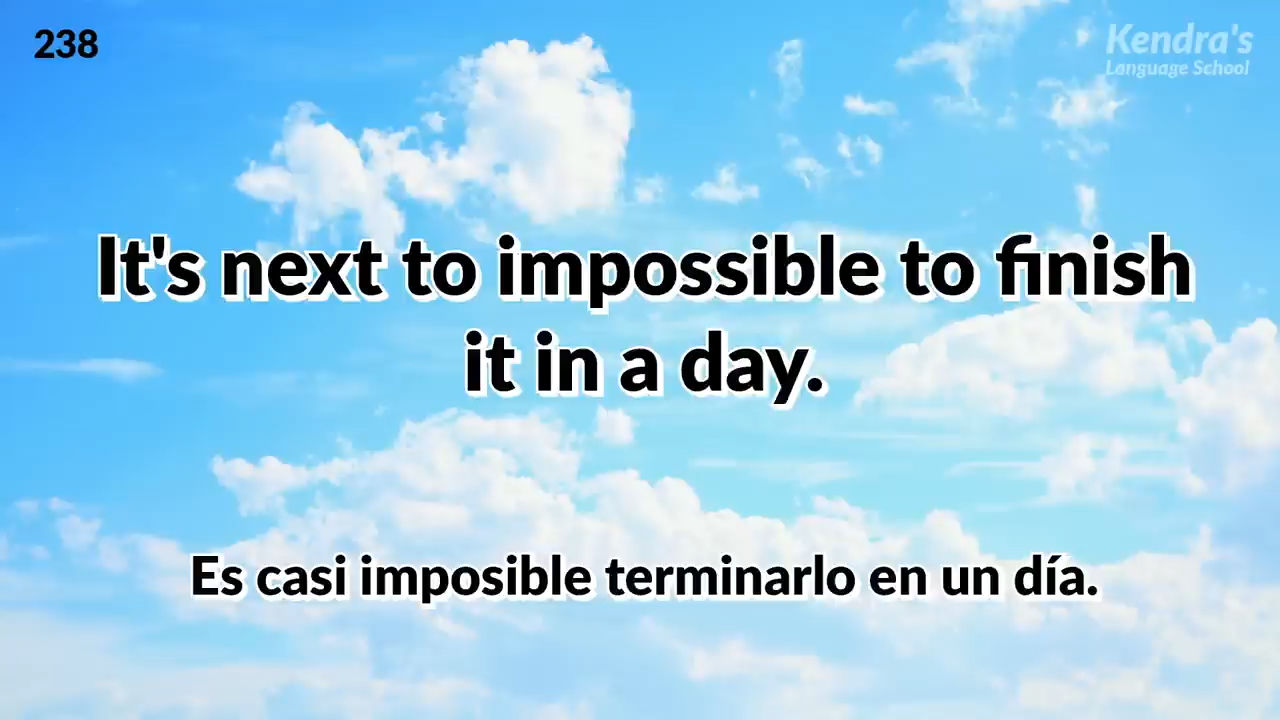 238
Kendra's
Language School
It's next to impossible to finish
it in a day.
Es casi imposible terminarlo en un día.